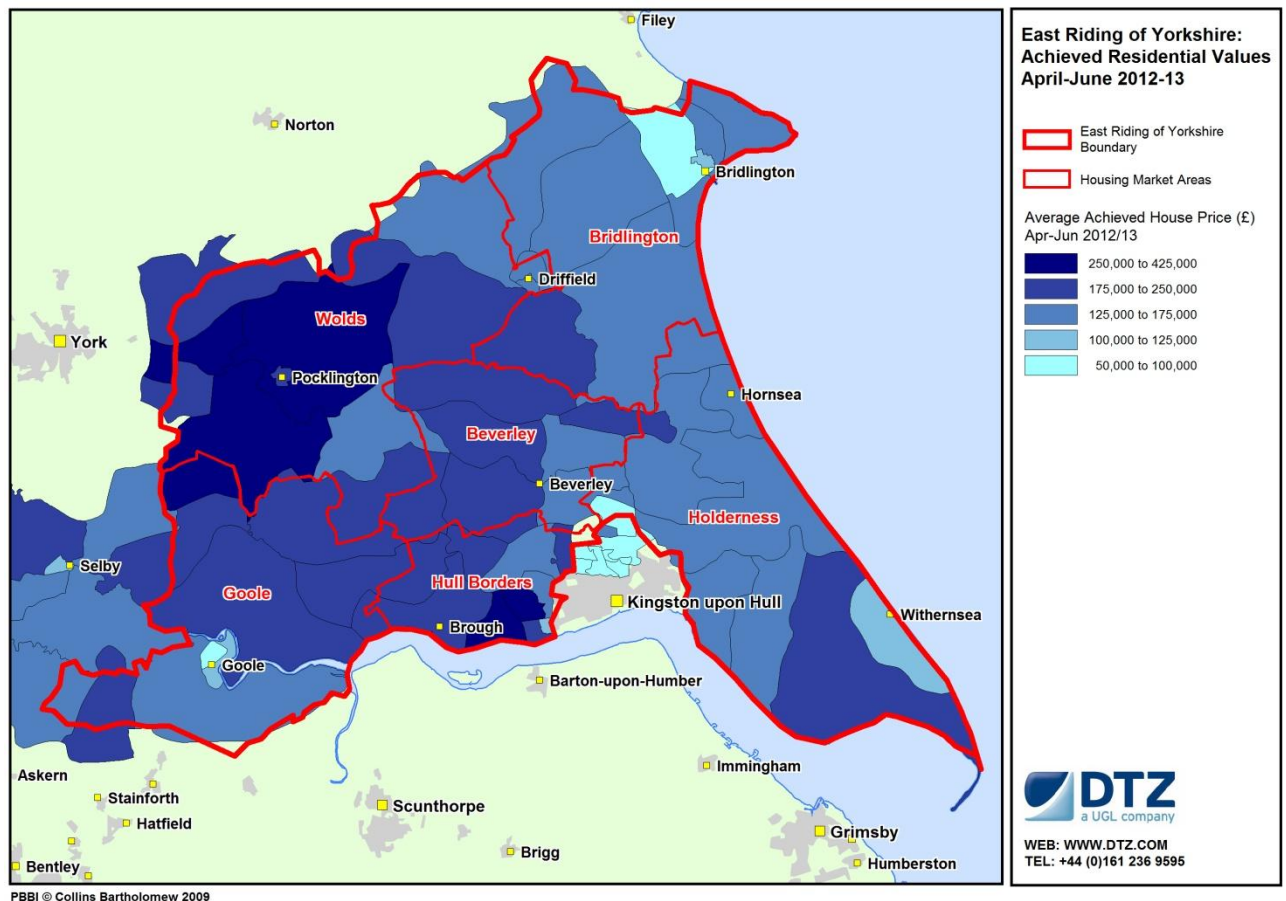 Filey
Norton
Bridlington
Bridlington
Driffield
Wolds
York
Pocklington
Hornsea
Beverley
Beverley
Holderness
Selby
Goole
Hull Borders
Kingston upon Hull
Withernsea
Brough
Goole
Barton-upon-Humber
Immingham
Askern
Stainforth
Scunthorpe
Hatfield
Grimsby
Brigg
Bentley
Humberston
PBBI © Collins Bartholomew 2009
East Riding of Yorkshire:
Achieved Residential Values
April-June 2012-13
East Riding of Yorkshire
Boundary
Housing Market Areas
Average Achieved House Price (£)
Apr-Jun 2012/13
250,000 to 425,000
175,000 to 250,000
125,000 to 175,000
100,000 to 125,000
50,000 to 100,000
DTZ
a UGL company
WEB: WWW.DTZ.COM
TEL: +44 (0)161 236 9595